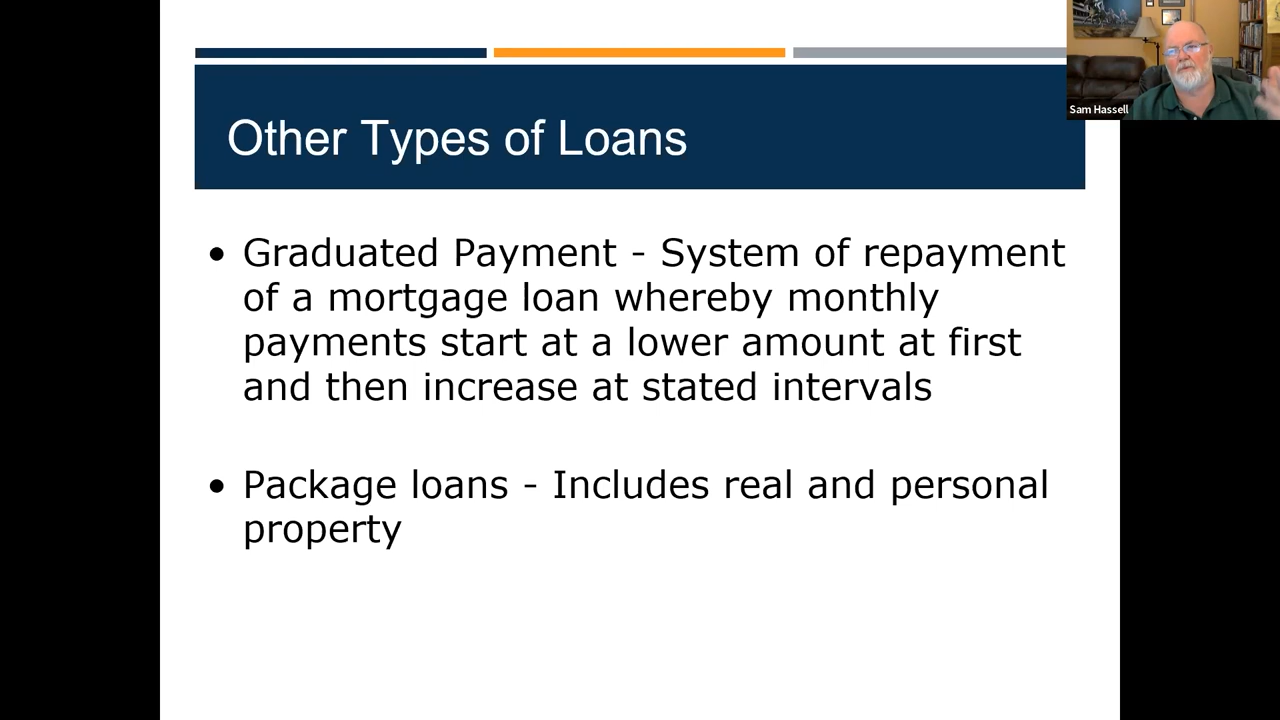 Other Types of Loans
Sam Hassell
• Graduated Payment - System of repayment
of a mortgage loan whereby monthly
payments start at a lower amount at first
and then increase at stated intervals
• Package loans - Includes real and personal
property